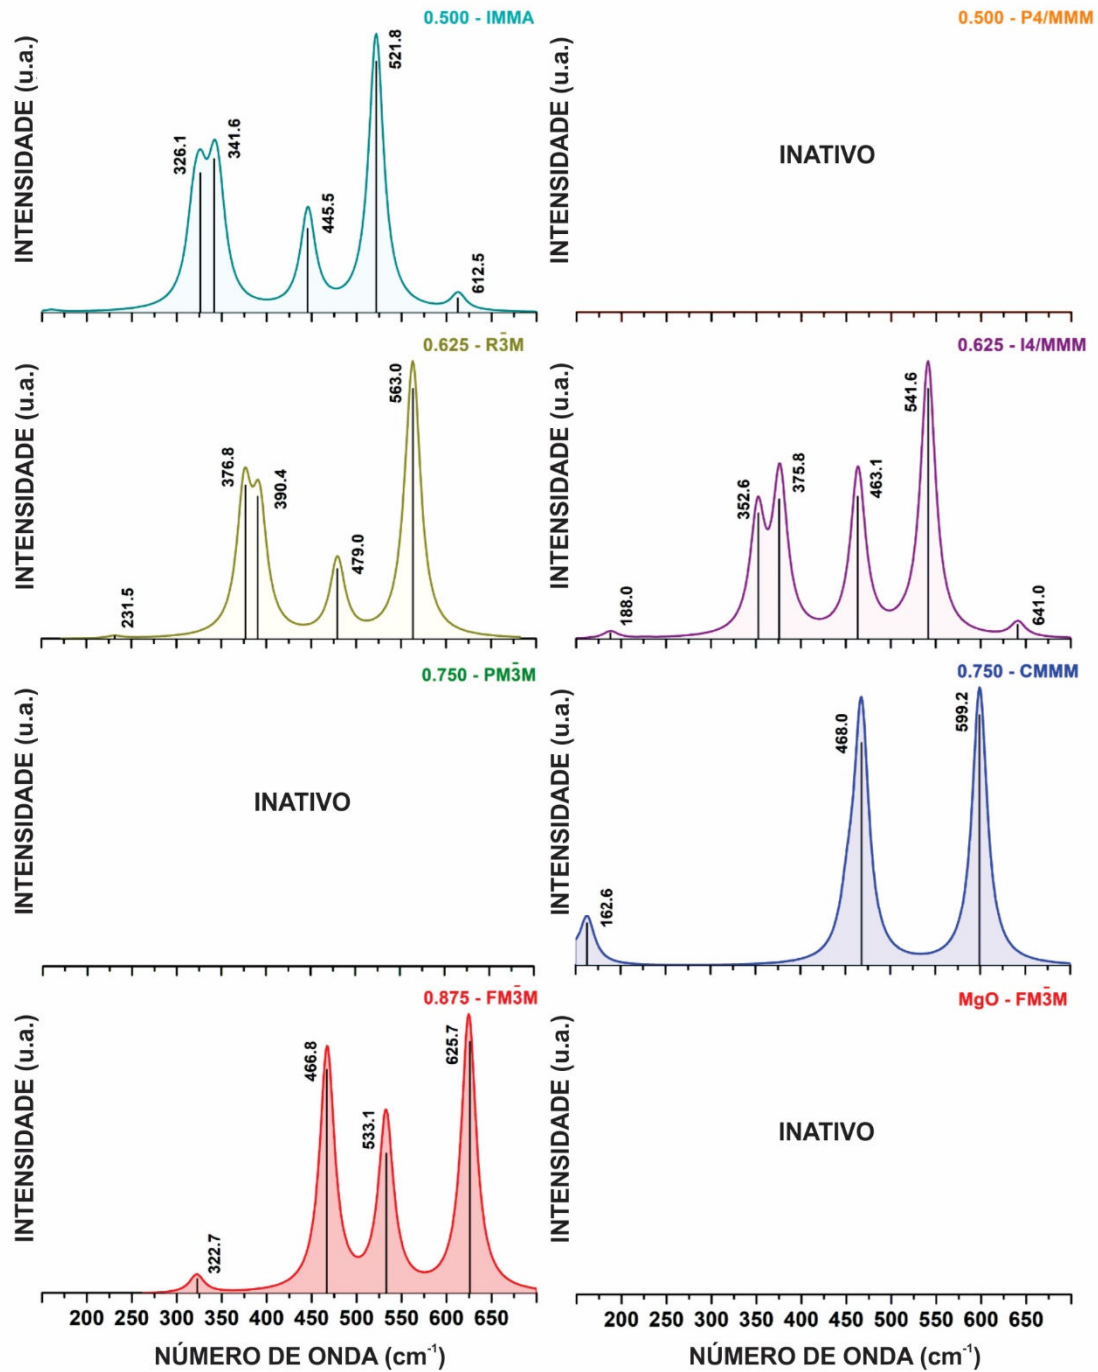 0.500 - IMMA
INTENSIDADE (u.a.)
326.1
341.6
445.5
521.8
612.5
0.500 - P4/MMM
INTENSIDADE (u.a.)
INATIVO
0.625 - R3̄M
INTENSIDADE (u.a.)
231.5
376.8
390.4
479.0
563.0
0.625 - I4/MMM
INTENSIDADE (u.a.)
188.0
352.6
375.8
463.1
541.6
641.0
0.750 - PM3̄M
INTENSIDADE (u.a.)
INATIVO
0.750 - CMMM
INTENSIDADE (u.a.)
162.6
468.0
599.2
0.875 - FM3̄M
INTENSIDADE (u.a.)
322.7
466.8
533.1
625.7
200 250 300 350 400 450 500 550 600 650
NÚMERO DE ONDA (cm⁻¹)
MgO - FM3̄M
INTENSIDADE (u.a.)
INATIVO
200 250 300 350 400 450 500 550 600 650
NÚMERO DE ONDA (cm⁻¹)